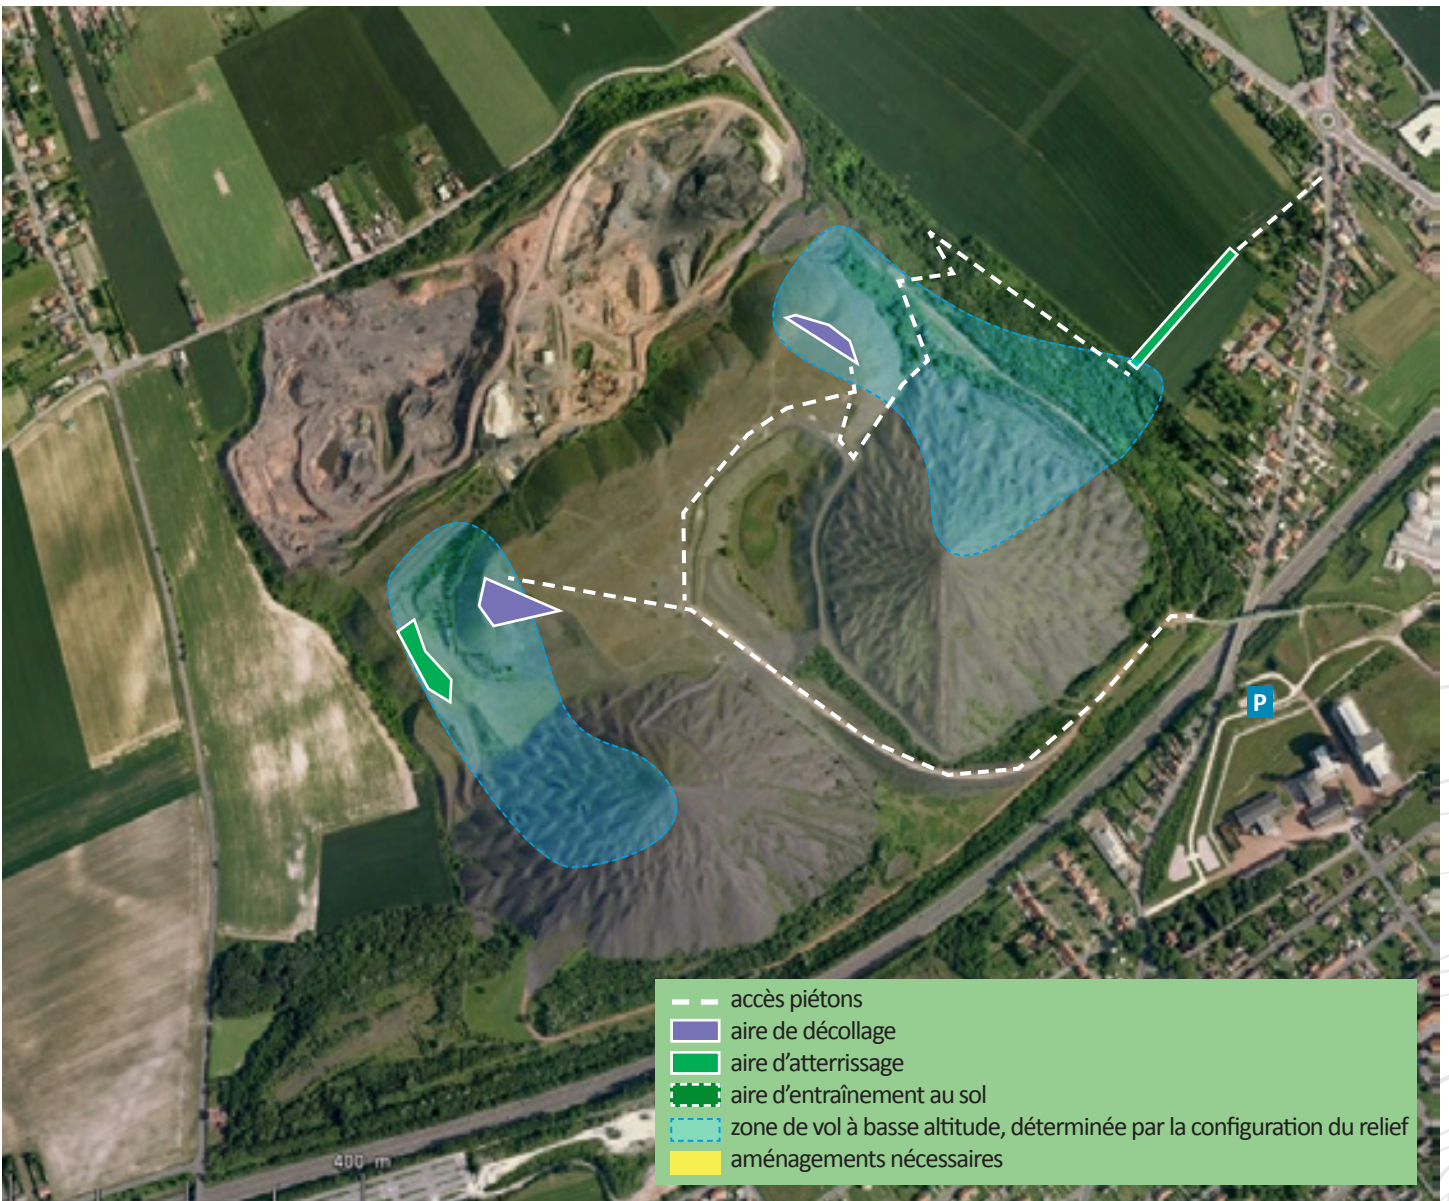 P
accès piétons
aire de décollage
aire d'atterrissage
aire d'entraînement au sol
zone de vol à basse altitude, déterminée par la configuration du relief
aménagements nécessaires
400 m